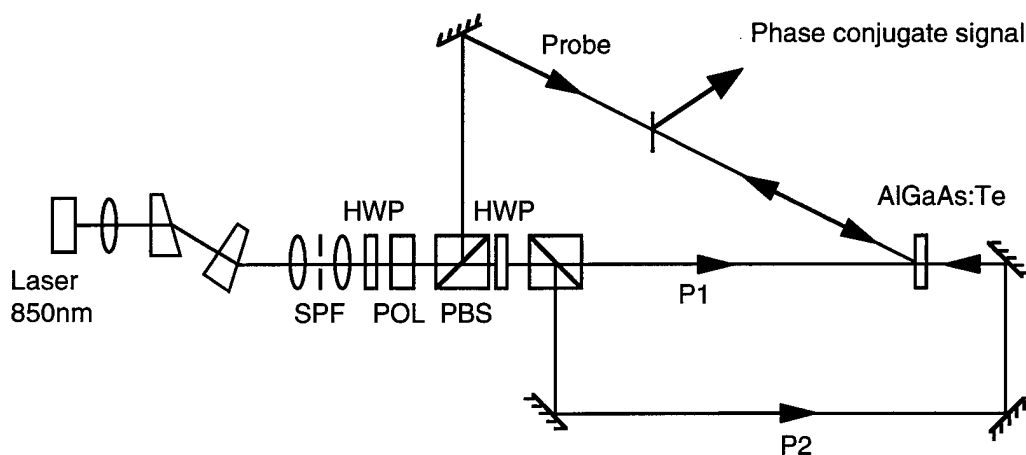 Probe
Phase conjugate signal
AlGaAs:Te
HWP
HWP
Laser
850nm
SPF
POL
PBS
P1
P2